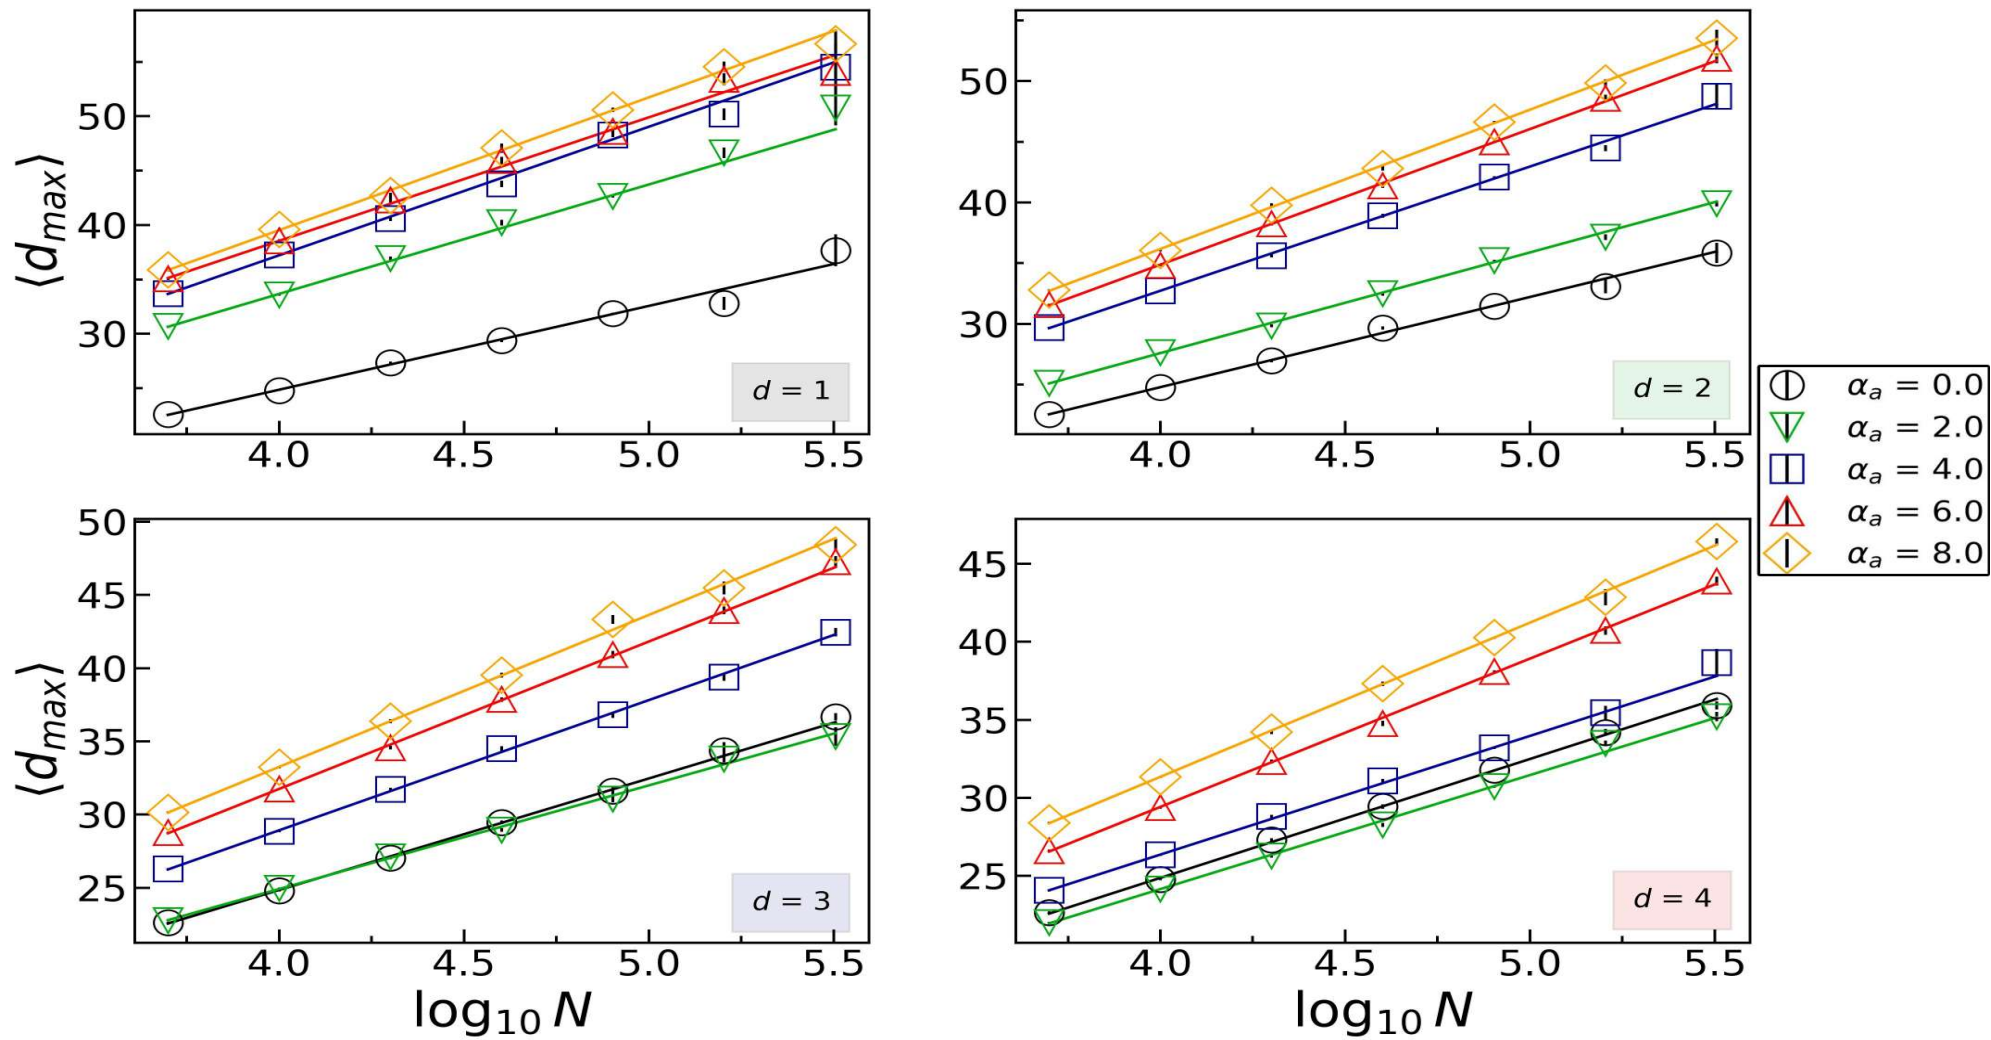 ⟨d_max⟩
50
40
30
4.0 4.5 5.0 5.5
d = 1
50
40
30
4.0 4.5 5.0 5.5
d = 2
α_a = 0.0
α_a = 2.0
α_a = 4.0
α_a = 6.0
α_a = 8.0
⟨d_max⟩
50
45
40
35
30
25
4.0 4.5 5.0 5.5
d = 3
log₁₀ N
45
40
35
30
25
4.0 4.5 5.0 5.5
d = 4
log₁₀ N